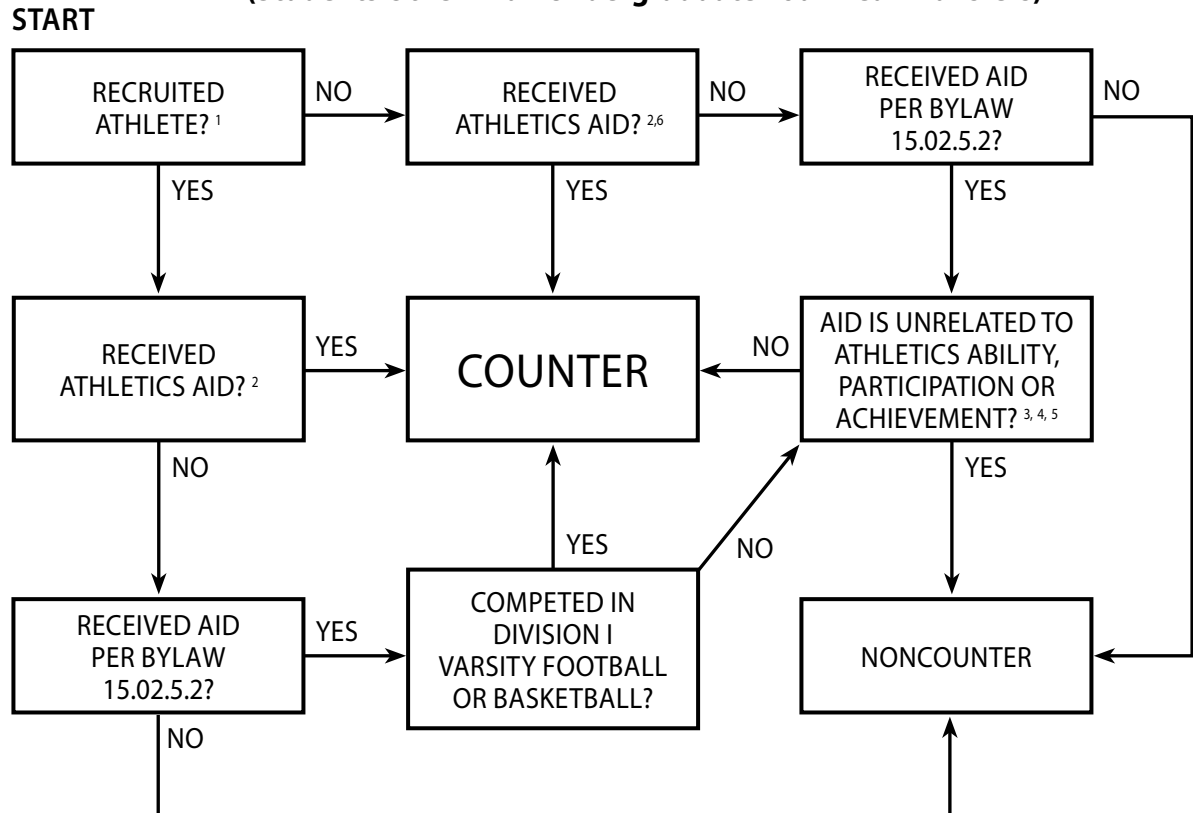 START
RECRUITED
ATHLETE? 1
NO
RECEIVED
ATHLETICS AID? 2,6
NO
RECEIVED AID
PER BYLAW
15.02.5.2?
NO
YES
YES
YES
RECEIVED
ATHLETICS AID? 2
YES
COUNTER
NO
AID IS UNRELATED TO
ATHLETICS ABILITY,
PARTICIPATION OR
ACHIEVEMENT? 3, 4, 5
NO
YES
NO
YES
RECEIVED AID
PER BYLAW
15.02.5.2?
YES
COMPETED IN
DIVISION I
VARSITY FOOTBALL
OR BASKETBALL?
NONCOUNTER
NO